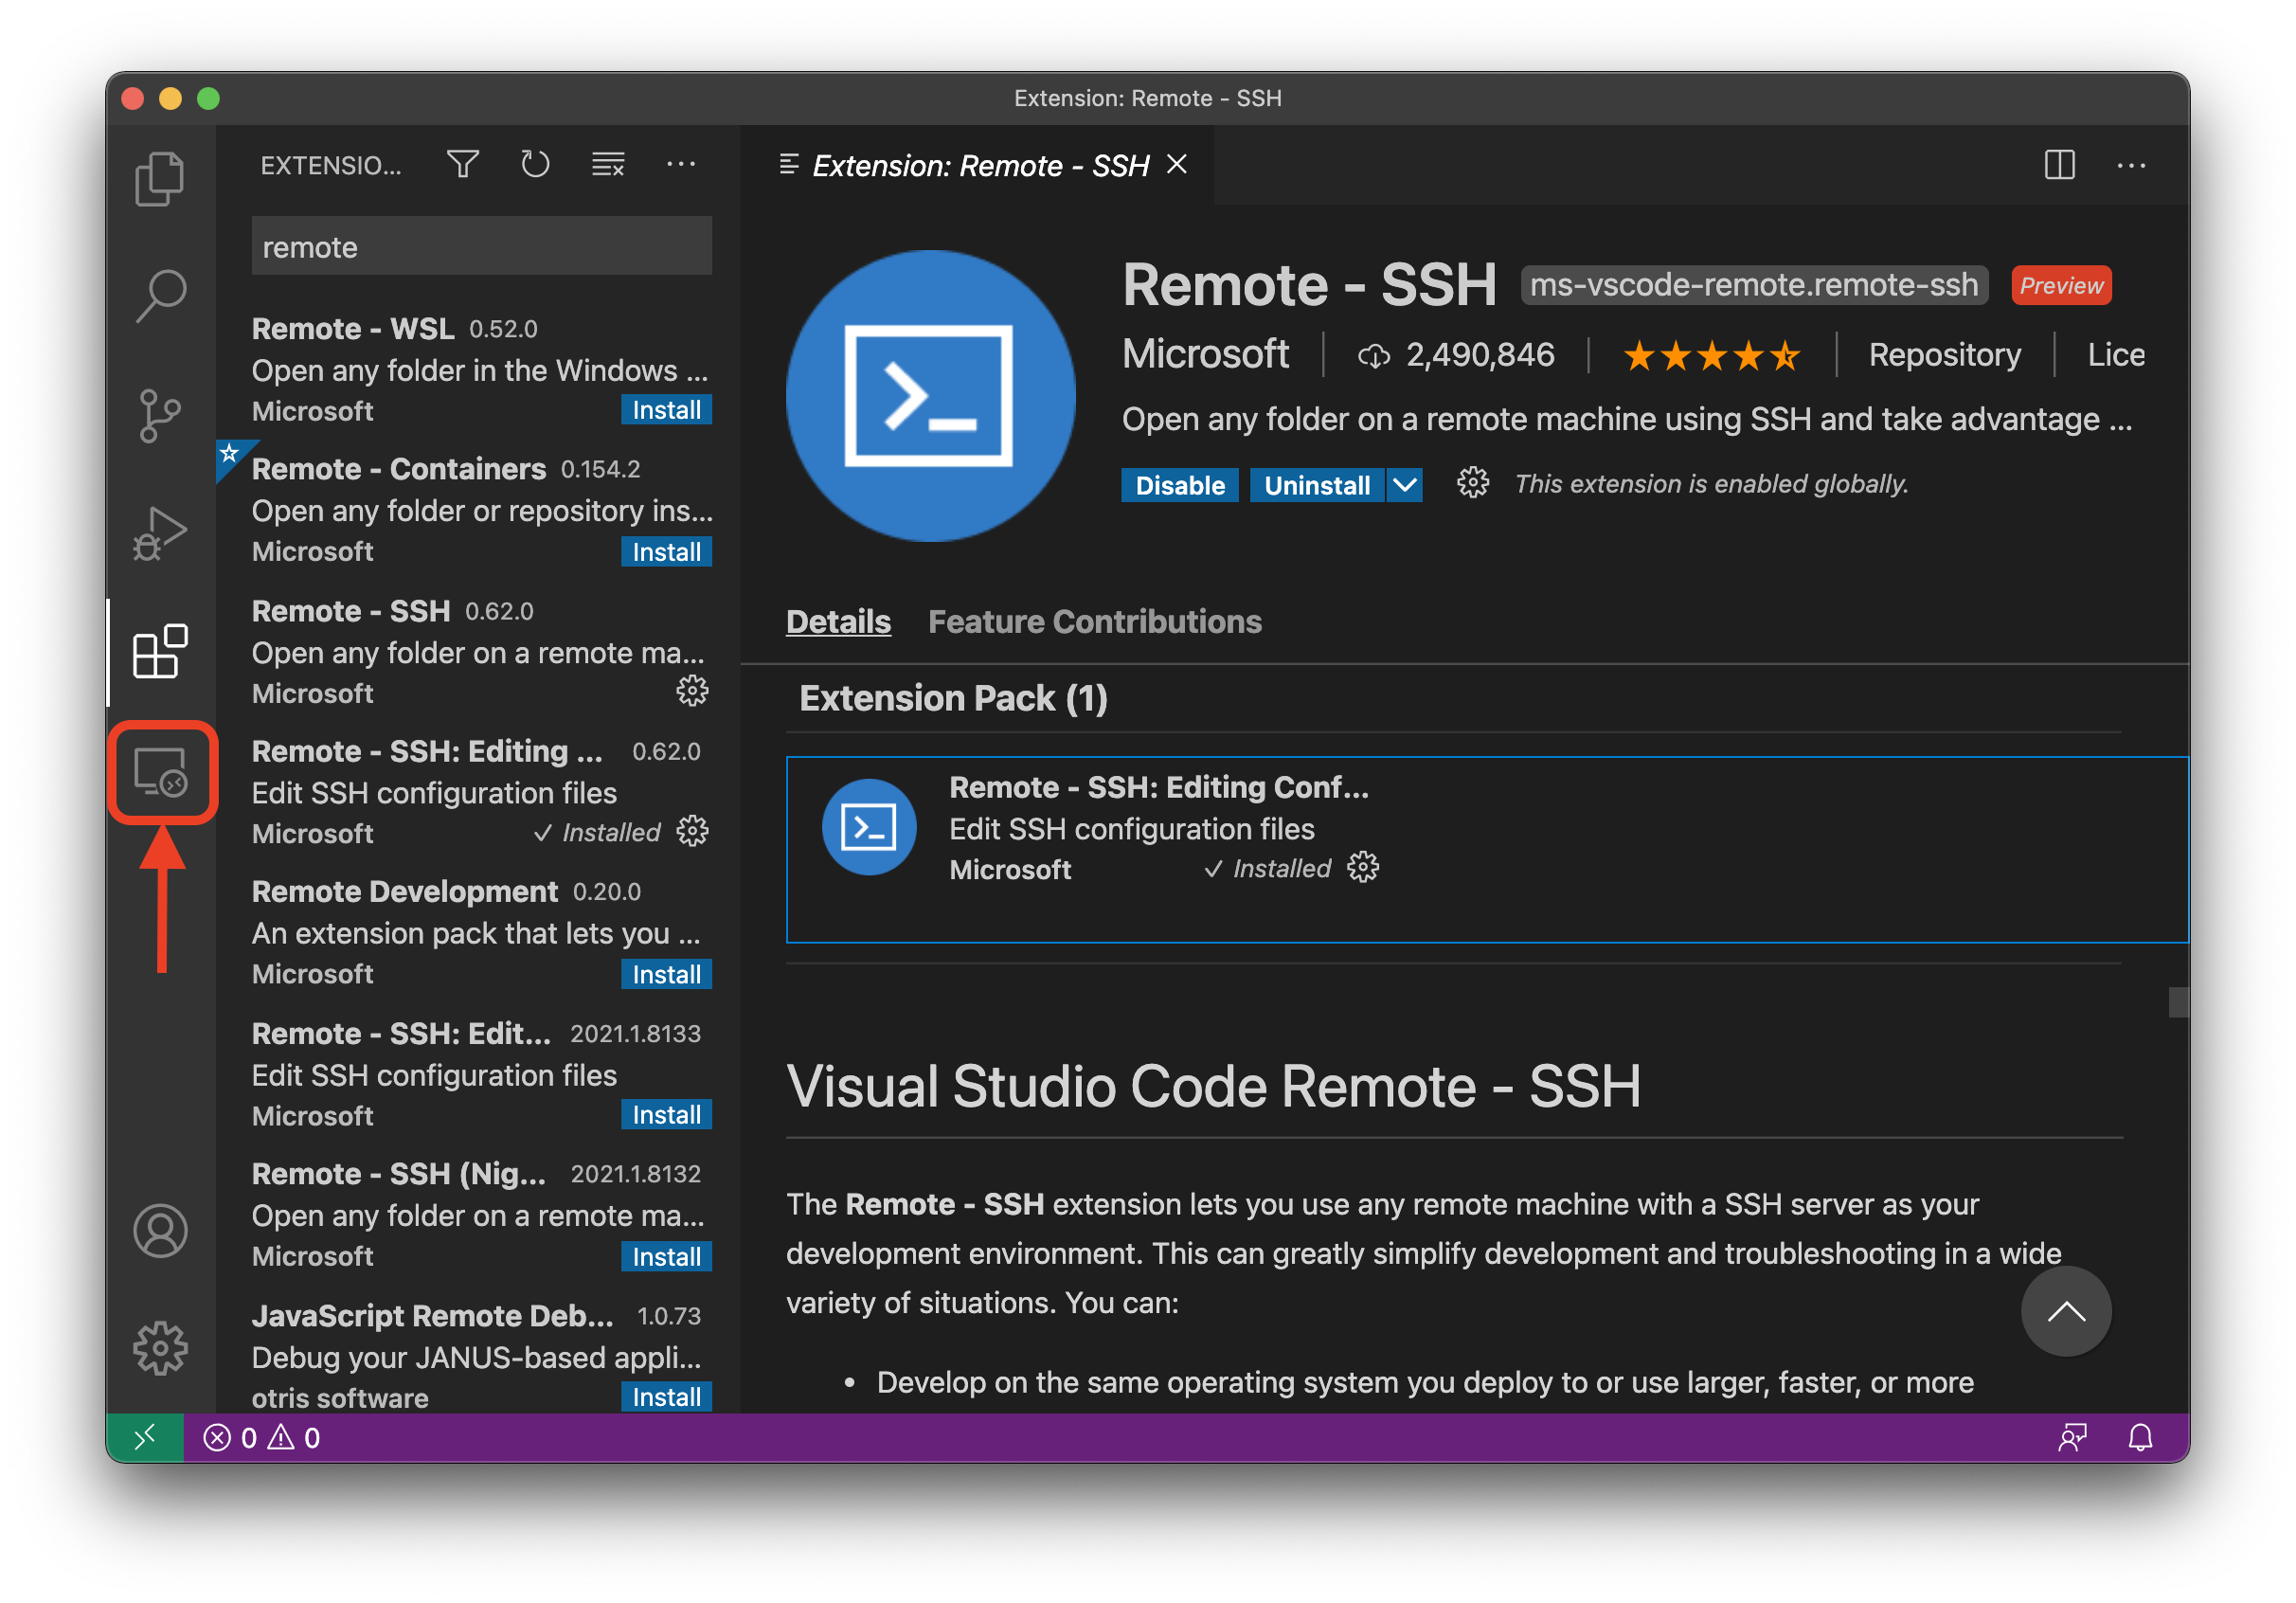 Extension: Remote - SSH
EXTENSIO...
remote
Remote - WSL 0.52.0
Open any folder in the Windows ...
Microsoft Install
Remote - Containers 0.154.2
Open any folder or repository ins...
Microsoft Install
Remote - SSH 0.62.0
Open any folder on a remote ma...
Microsoft
Remote - SSH: Editing ... 0.62.0
Edit SSH configuration files
Microsoft ✓ Installed
Remote Development 0.20.0
An extension pack that lets you ...
Microsoft Install
Remote - SSH: Edit... 2021.1.8133
Edit SSH configuration files
Microsoft Install
Remote - SSH (Nig... 2021.1.8132
Open any folder on a remote ma...
Microsoft Install
JavaScript Remote Deb... 1.0.73
Debug your JANUS-based appli...
otris software Install
Extension: Remote - SSH
Remote - SSH ms-vscode-remote.remote-ssh Preview
Microsoft 2,490,846 Repository Lice
Open any folder on a remote machine using SSH and take advantage ...
Disable Uninstall This extension is enabled globally.
Details Feature Contributions
Extension Pack (1)
Remote - SSH: Editing Conf...
Edit SSH configuration files
Microsoft ✓ Installed
Visual Studio Code Remote - SSH
The Remote - SSH extension lets you use any remote machine with a SSH server as your
development environment. This can greatly simplify development and troubleshooting in a wide
variety of situations. You can:
• Develop on the same operating system you deploy to or use larger, faster, or more
0 0